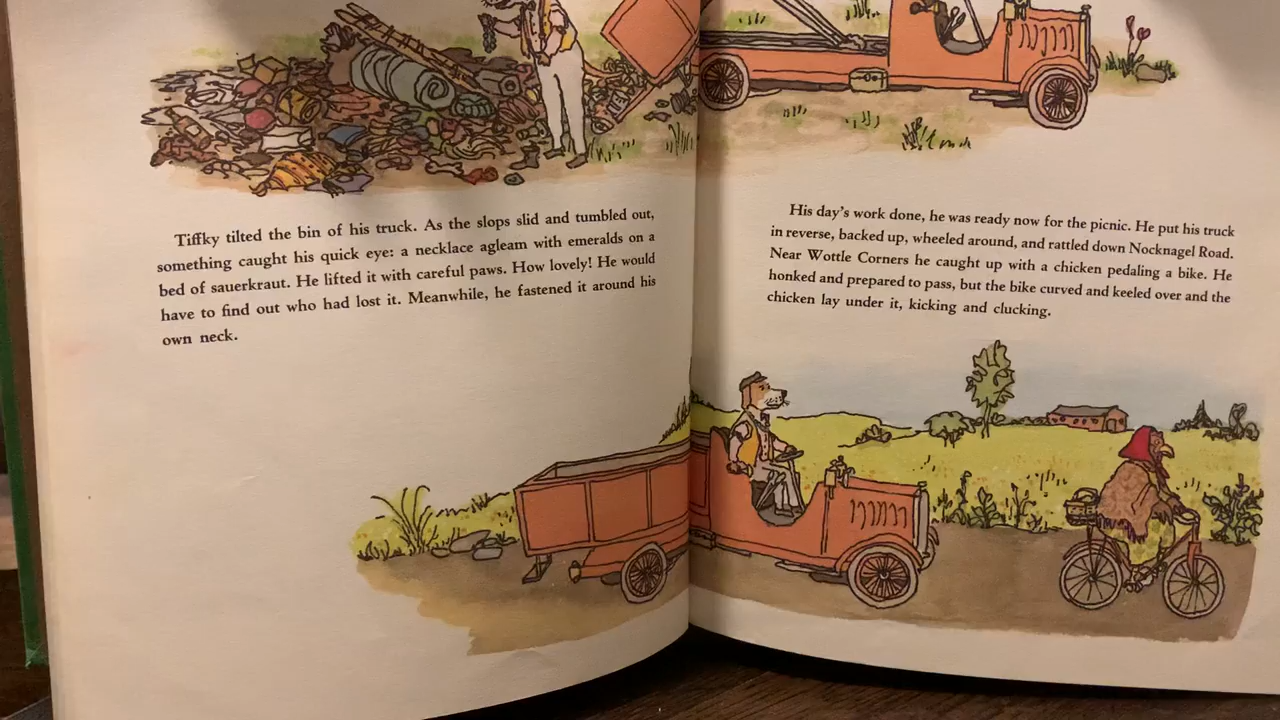 Tiffky tilted the bin of his truck. As the slops slid and tumbled out,
something caught his quick eye: a necklace agleam with emeralds on a
bed of sauerkraut. He lifted it with careful paws. How lovely! He would
have to find out who had lost it. Meanwhile, he fastened it around his
own neck.
His day's work done, he was ready now for the picnic. He put his truck
in reverse, backed up, wheeled around, and rattled down Nocknagel Road.
Near Wottle Corners he caught up with a chicken pedaling a bike. He
honked and prepared to pass, but the bike curved and keeled over and the
chicken lay under it, kicking and clucking.